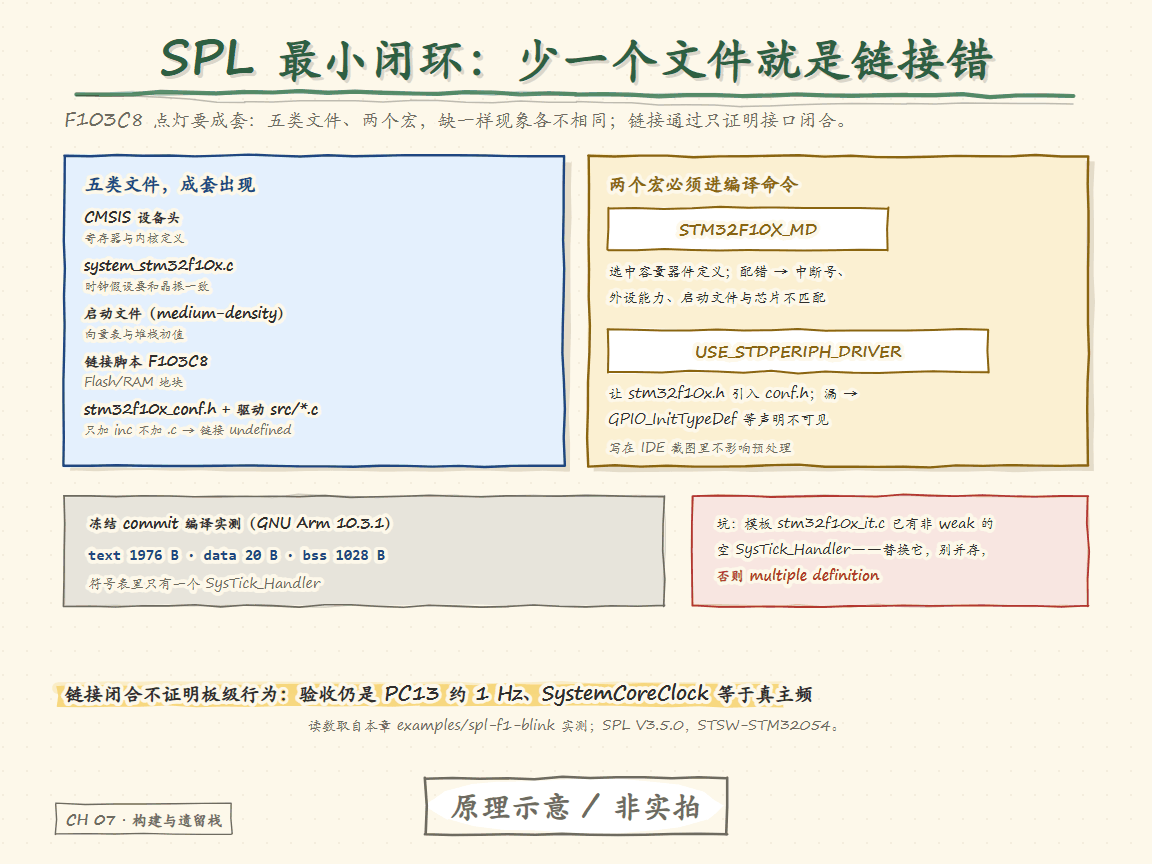 SPL 最小闭环：少一个文件就是链接错
F103C8 点灯要成套：五类文件、两个宏，缺一样现象各不相同；链接通过只证明接口闭合。
五类文件，成套出现
CMSIS 设备头
寄存器与内核定义
system_stm32f10x.c
时钟假设要和晶振一致
启动文件（medium-density）
向量表与堆栈初值
链接脚本 F103C8
Flash/RAM 地块
stm32f10x_conf.h + 驱动 src/*.c
只加 inc 不加 .c → 链接 undefined
两个宏必须进编译命令
STM32F10X_MD
选中容量器件定义；配错 → 中断号、
外设能力、启动文件与芯片不匹配
USE_STDPERIPH_DRIVER
让 stm32f10x.h 引入 conf.h；漏 →
GPIO_InitTypeDef 等声明不可见
写在 IDE 截图里不影响预处理
冻结 commit 编译实测（GNU Arm 10.3.1）
text 1976 B · data 20 B · bss 1028 B
符号表里只有一个 SysTick_Handler
坑：模板 stm32f10x_it.c 已有非 weak 的
空 SysTick_Handler——替换它，别并存，
否则 multiple definition
链接闭合不证明板级行为：验收仍是 PC13 约 1 Hz、SystemCoreClock 等于真主频
读数取自本章 examples/spl-f1-blink 实测；SPL V3.5.0，STSW-STM32054。
原理示意 / 非实拍
CH 07 · 构建与遗留栈